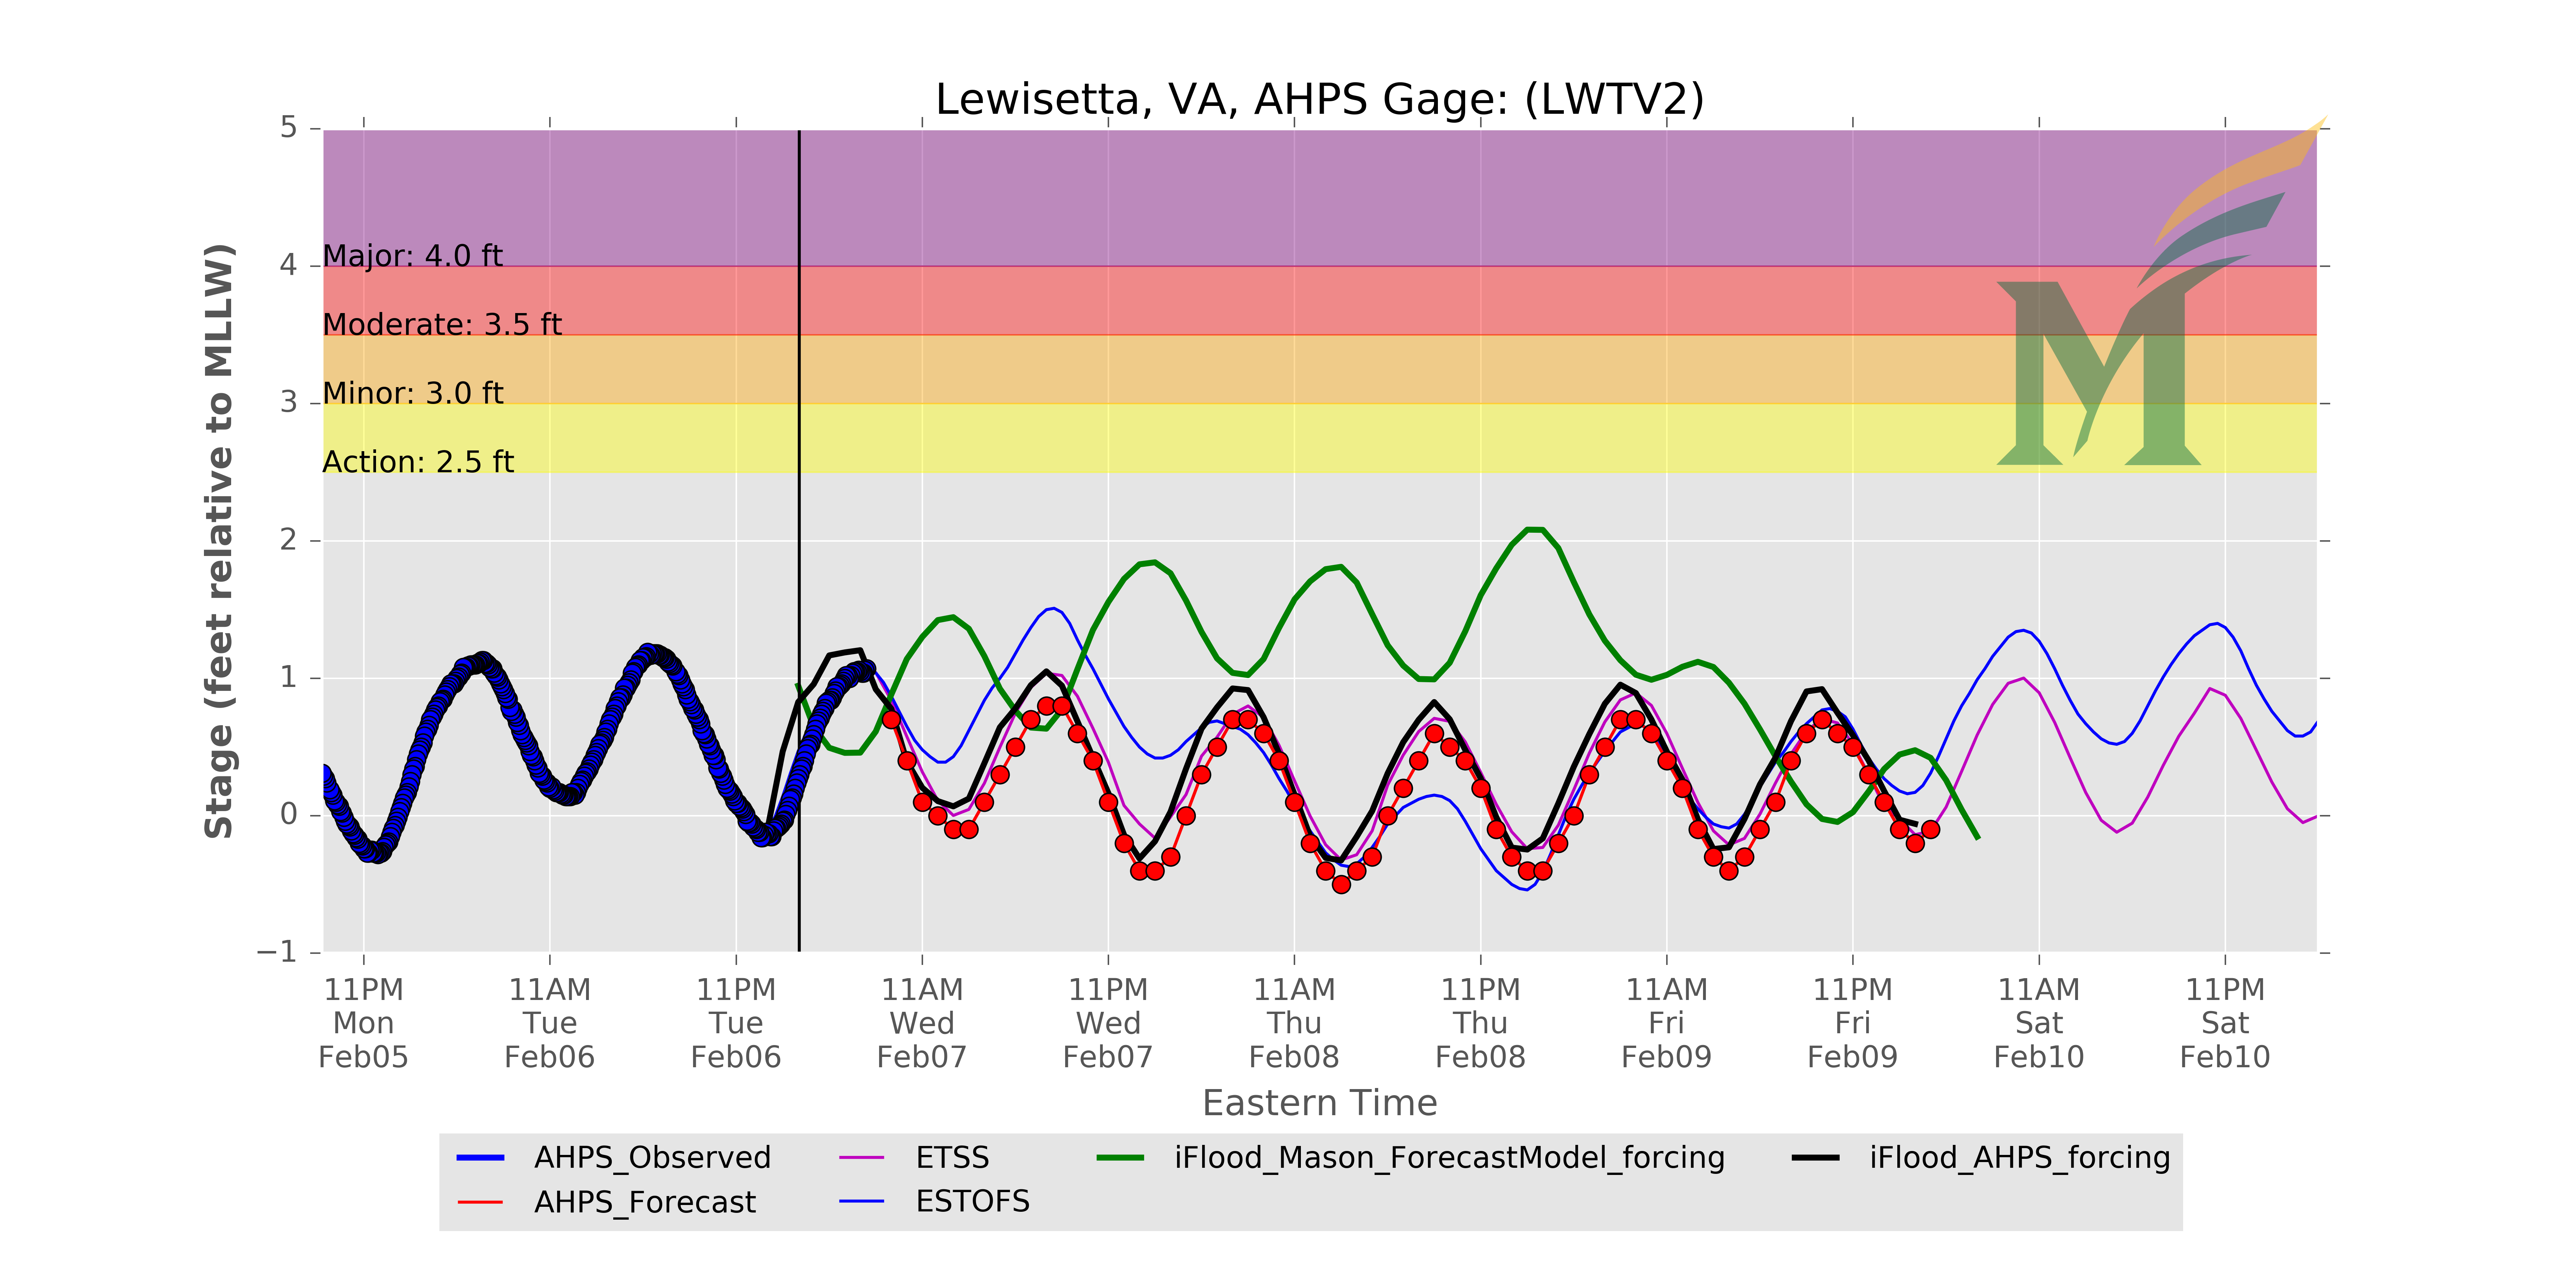 Lewisetta, VA, AHPS Gage: (LWTV2)
Stage (feet relative to MLLW)
5
4
3
2
1
0
−1
Major: 4.0 ft
Moderate: 3.5 ft
Minor: 3.0 ft
Action: 2.5 ft
M
11PM 11AM 11PM 11AM 11PM 11AM 11PM 11AM 11PM 11AM 11PM
Mon Tue Tue Wed Wed Thu Thu Fri Fri Sat Sat
Feb05 Feb06 Feb06 Feb07 Feb07 Feb08 Feb08 Feb09 Feb09 Feb10 Feb10
Eastern Time
AHPS_Observed ETSS iFlood_Mason_ForecastModel_forcing iFlood_AHPS_forcing
AHPS_Forecast ESTOFS